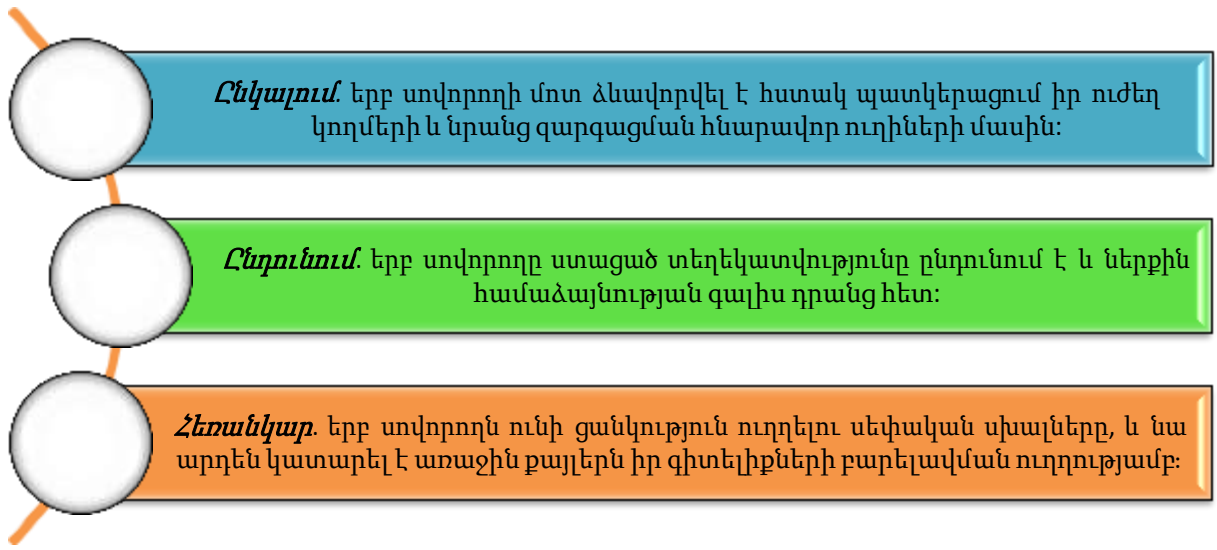 Ընկալում. երբ սովորողի մոտ ձևավորվել է հստակ պատկերացում իր ուժեղ
կողմերի և նրանց զարգացման հնարավոր ուղիների մասին:
Ընդունում. երբ սովորողը ստացած տեղեկատվությունը ընդունում է և ներքին
համաձայնության գալիս դրանց հետ:
Հեռանկար. երբ սովորողն ունի ցանկություն ուղղելու սեփական սխալները, և նա
արդեն կատարել է առաջին քայլերն իր գիտելիքների բարելավման ուղղությամբ: